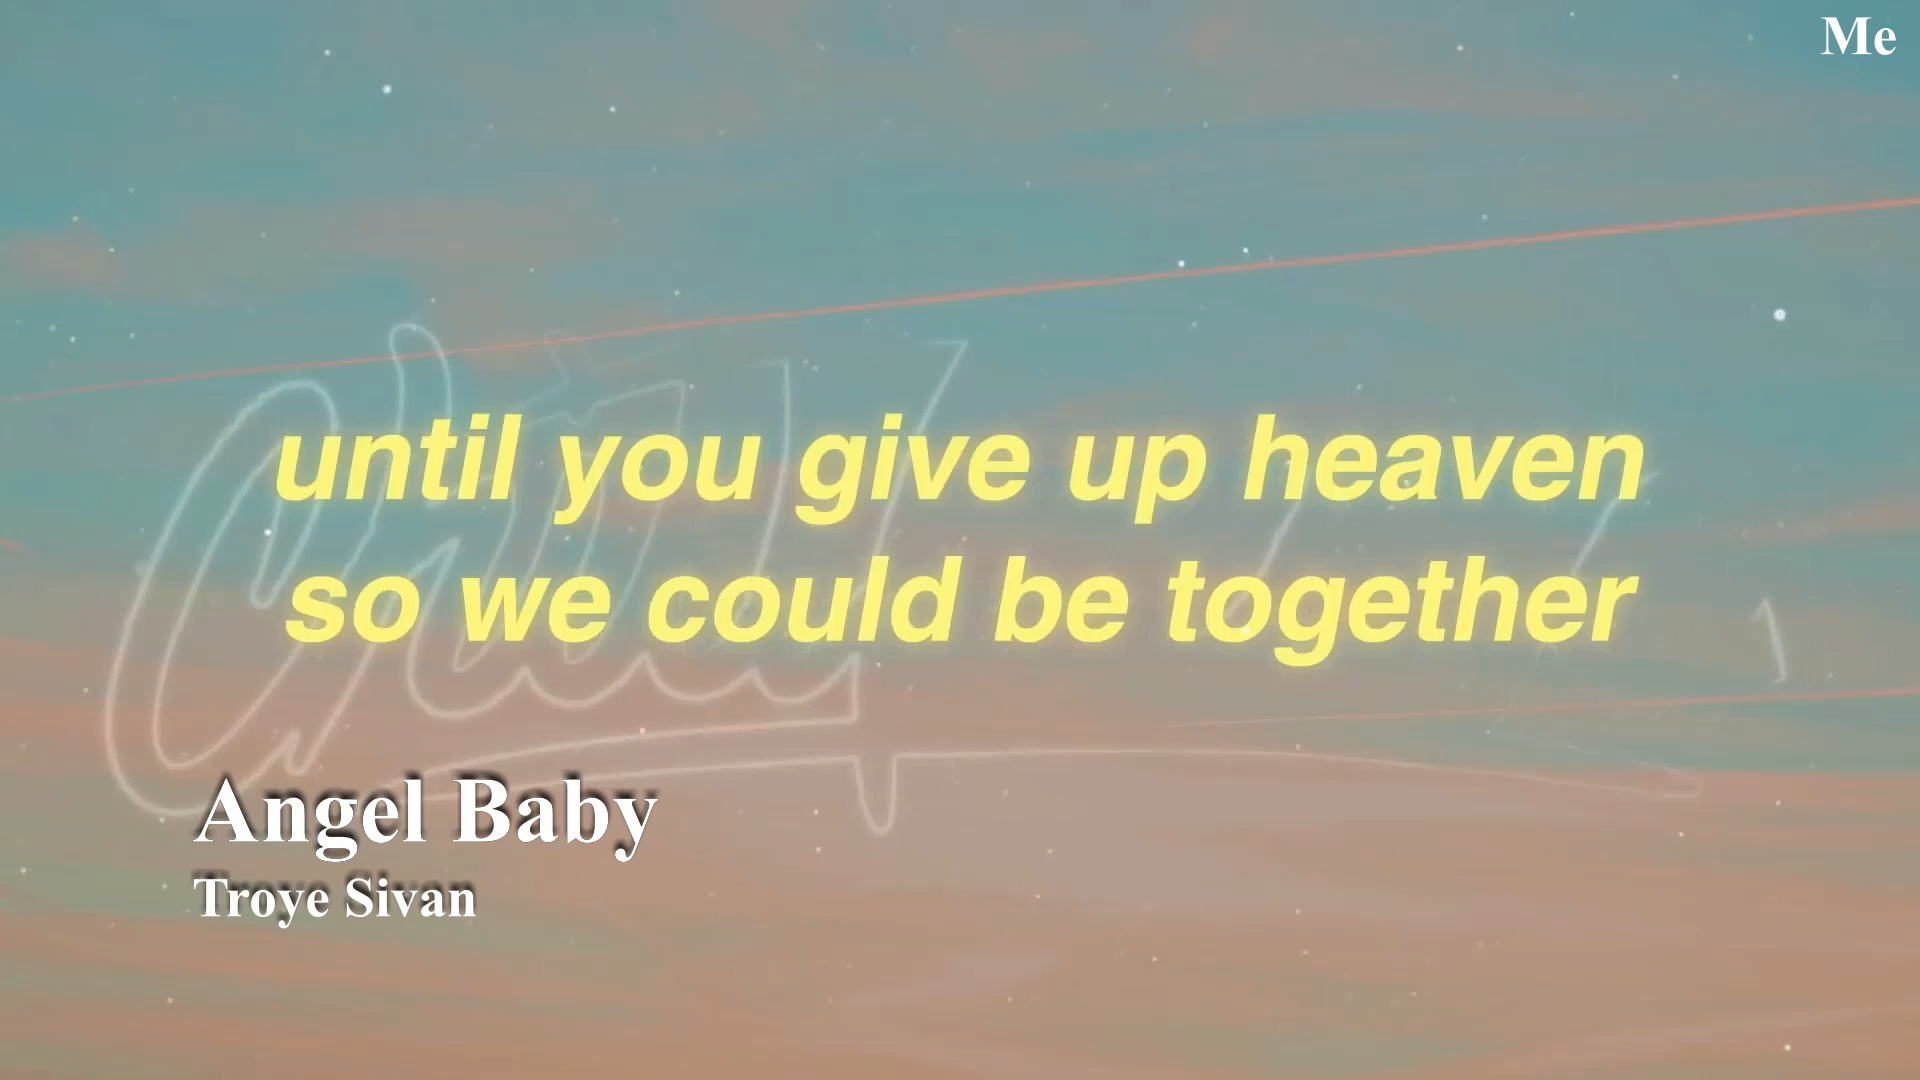 Me
until you give up heaven
so we could be together
Angel Baby
Troye Sivan